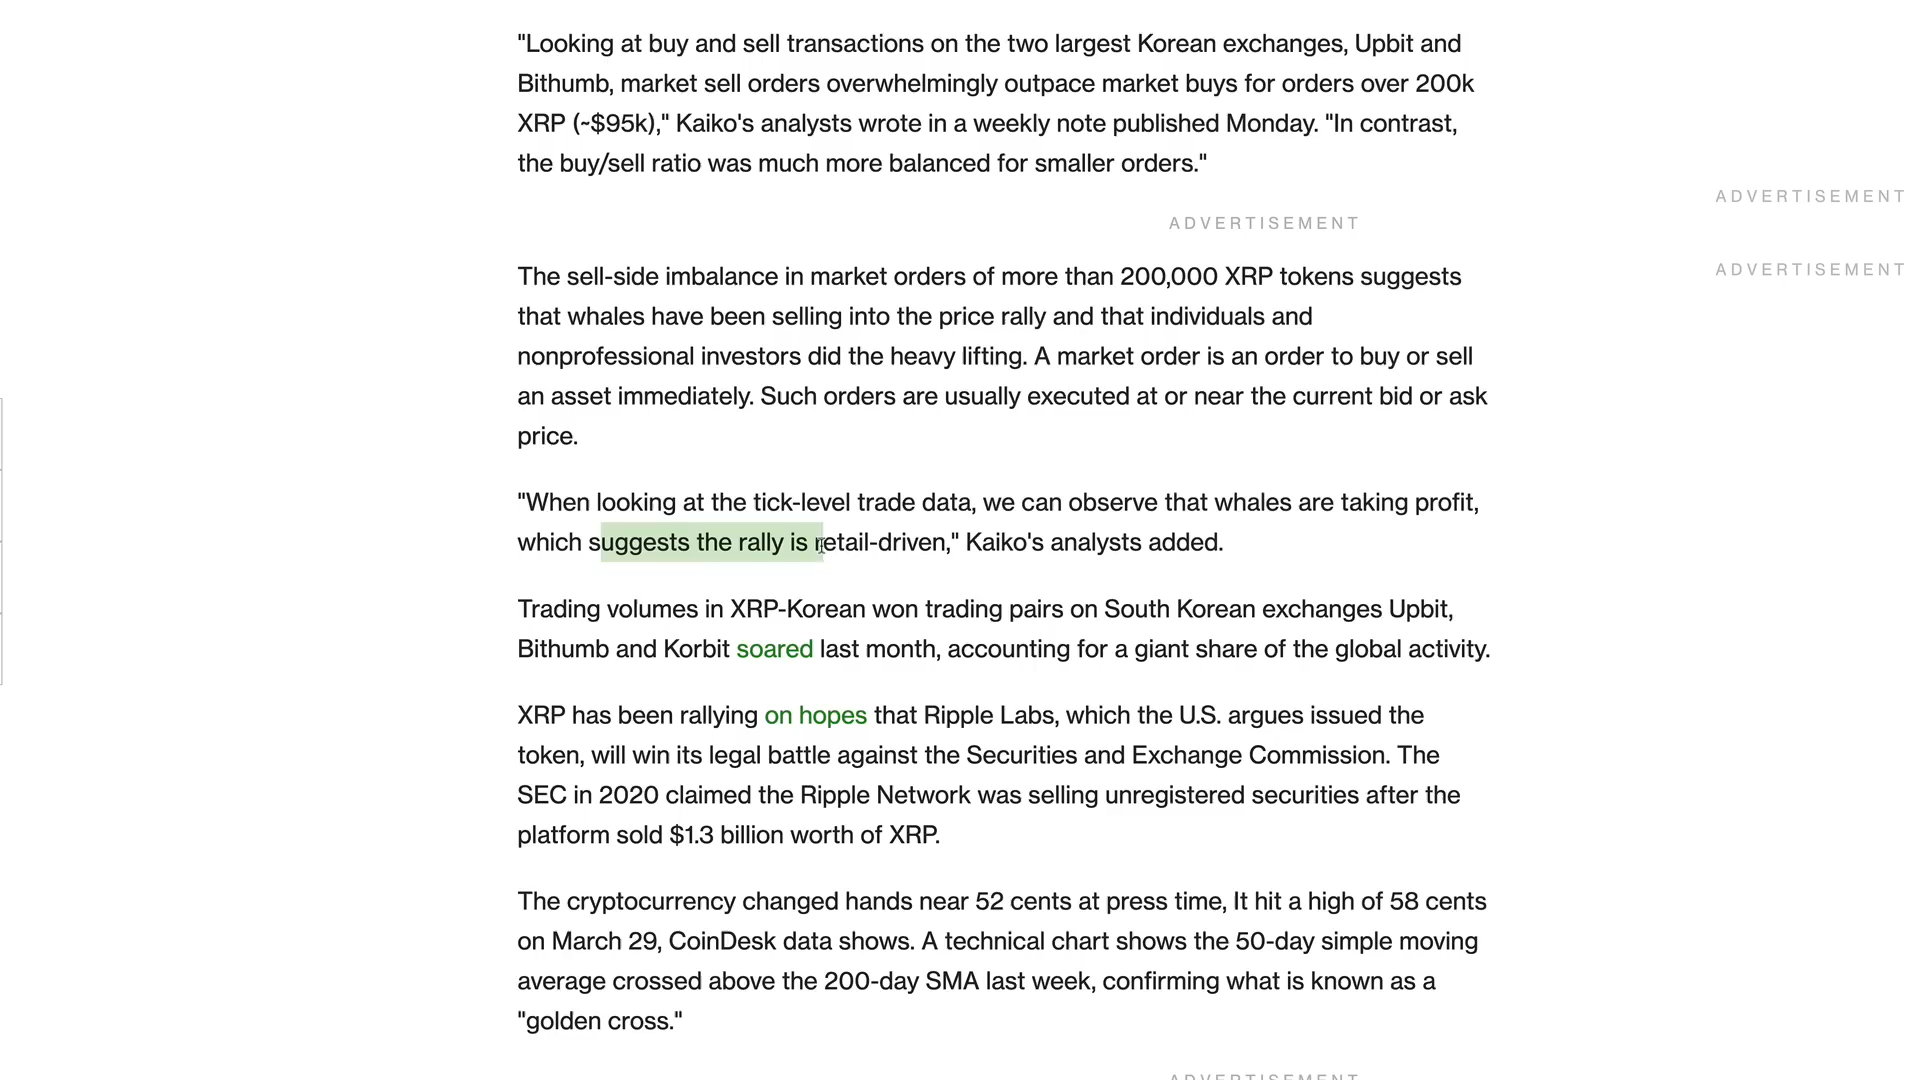 "Looking at buy and sell transactions on the two largest Korean exchanges, Upbit and
Bithumb, market sell orders overwhelmingly outpace market buys for orders over 200k
XRP (~$95k)," Kaiko's analysts wrote in a weekly note published Monday. "In contrast,
the buy/sell ratio was much more balanced for smaller orders."
ADVERTISEMENT
ADVERTISEMENT
ADVERTISEMENT
The sell-side imbalance in market orders of more than 200,000 XRP tokens suggests
that whales have been selling into the price rally and that individuals and
nonprofessional investors did the heavy lifting. A market order is an order to buy or sell
an asset immediately. Such orders are usually executed at or near the current bid or ask
price.
"When looking at the tick-level trade data, we can observe that whales are taking profit,
which suggests the rally is retail-driven," Kaiko's analysts added.
Trading volumes in XRP-Korean won trading pairs on South Korean exchanges Upbit,
Bithumb and Korbit soared last month, accounting for a giant share of the global activity.
XRP has been rallying on hopes that Ripple Labs, which the U.S. argues issued the
token, will win its legal battle against the Securities and Exchange Commission. The
SEC in 2020 claimed the Ripple Network was selling unregistered securities after the
platform sold $1.3 billion worth of XRP.
The cryptocurrency changed hands near 52 cents at press time, It hit a high of 58 cents
on March 29, CoinDesk data shows. A technical chart shows the 50-day simple moving
average crossed above the 200-day SMA last week, confirming what is known as a
"golden cross."
ADVERTISEMENT